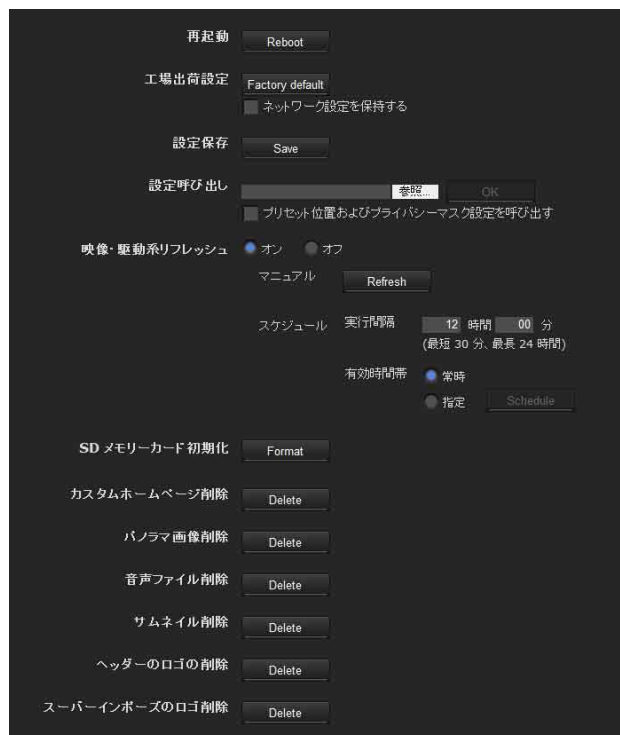 再起動 Reboot
工場出荷設定 Factory default
ネットワーク設定を保持する
設定保存 Save
設定呼び出し 参照... OK
プリセット位置およびプライバシーマスク設定を呼び出す
映像・駆動系リフレッシュ オン オフ
マニュアル Refresh
スケジュール 実行間隔 12 時間 00 分
(最短 30 分、最長 24 時間)
有効時間帯 常時
指定 Schedule
SD メモリーカード初期化 Format
カスタムホームページ削除 Delete
パノラマ画像削除 Delete
音声ファイル削除 Delete
サムネイル削除 Delete
ヘッダーのロゴの削除 Delete
スーパーインポーズのロゴ削除 Delete